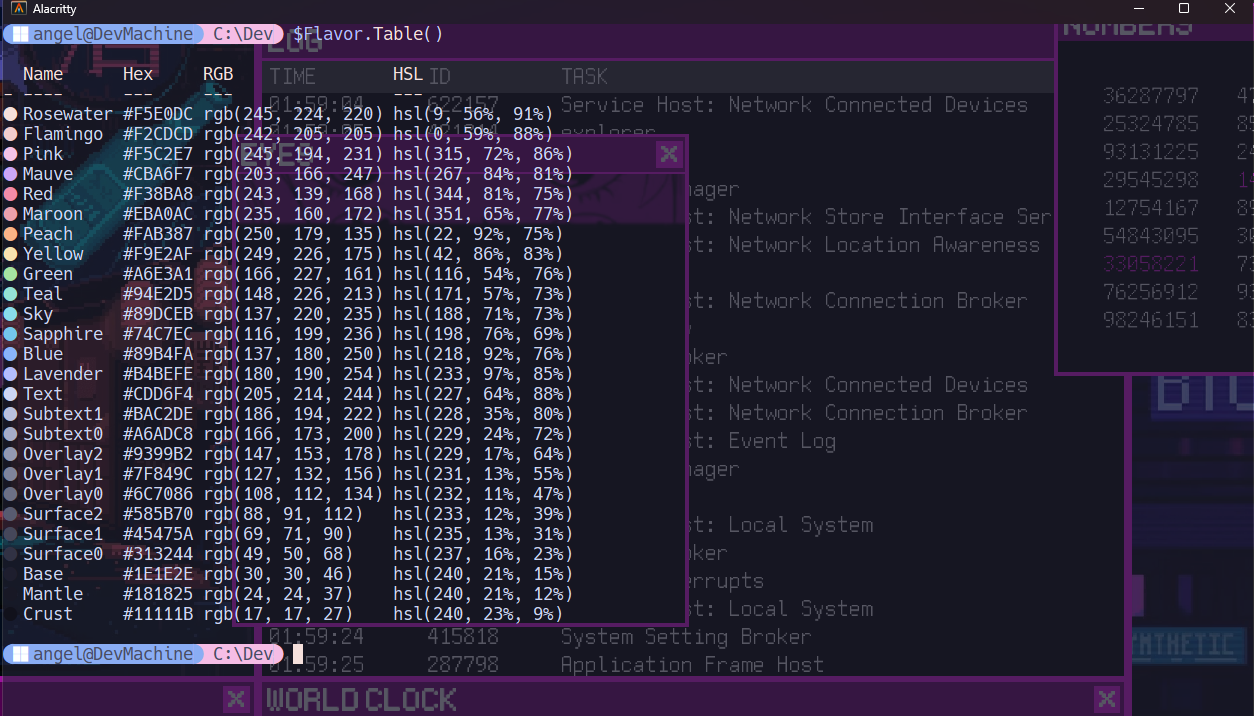 Alacritty
angel@DevMachine C:\Dev $Flavor.Table()
Name Hex RGB HSL
- ---- --- --- ---
Rosewater #F5E0DC rgb(245, 224, 220) hsl(9, 56%, 91%)
Flamingo #F2CDCD rgb(242, 205, 205) hsl(0, 59%, 88%)
Pink #F5C2E7 rgb(245, 194, 231) hsl(315, 72%, 86%)
Mauve #CBA6F7 rgb(203, 166, 247) hsl(267, 84%, 81%)
Red #F38BA8 rgb(243, 139, 168) hsl(344, 81%, 75%)
Maroon #EBA0AC rgb(235, 160, 172) hsl(351, 65%, 77%)
Peach #FAB387 rgb(250, 179, 135) hsl(22, 92%, 75%)
Yellow #F9E2AF rgb(249, 226, 175) hsl(42, 86%, 83%)
Green #A6E3A1 rgb(166, 227, 161) hsl(116, 54%, 76%)
Teal #94E2D5 rgb(148, 226, 213) hsl(171, 57%, 73%)
Sky #89DCEB rgb(137, 220, 235) hsl(188, 71%, 73%)
Sapphire #74C7EC rgb(116, 199, 236) hsl(198, 76%, 69%)
Blue #89B4FA rgb(137, 180, 250) hsl(218, 92%, 76%)
Lavender #B4BEFE rgb(180, 190, 254) hsl(233, 97%, 85%)
Text #CDD6F4 rgb(205, 214, 244) hsl(227, 64%, 88%)
Subtext1 #BAC2DE rgb(186, 194, 222) hsl(228, 35%, 80%)
Subtext0 #A6ADC8 rgb(166, 173, 200) hsl(229, 24%, 72%)
Overlay2 #9399B2 rgb(147, 153, 178) hsl(229, 17%, 64%)
Overlay1 #7F849C rgb(127, 132, 156) hsl(231, 13%, 55%)
Overlay0 #6C7086 rgb(108, 112, 134) hsl(232, 11%, 47%)
Surface2 #585B70 rgb(88, 91, 112) hsl(233, 12%, 39%)
Surface1 #45475A rgb(69, 71, 90) hsl(235, 13%, 31%)
Surface0 #313244 rgb(49, 50, 68) hsl(237, 16%, 23%)
Base #1E1E2E rgb(30, 30, 46) hsl(240, 21%, 15%)
Mantle #181825 rgb(24, 24, 37) hsl(240, 21%, 12%)
Crust #11111B rgb(17, 17, 27) hsl(240, 23%, 9%)
angel@DevMachine C:\Dev
LOG
TIME ID TASK
01:59:04 622157 Service Host: Network Connected Devices
explorer
EYES
ager
st: Network Store Interface Ser
st: Network Location Awareness
st: Network Connection Broker
ker
st: Network Connected Devices
st: Network Connection Broker
st: Event Log
ager
st: Local System
ker
rrupts
st: Local System
01:59:24 415818 System Setting Broker
01:59:25 287798 Application Frame Host
NUMBERS
36287797 47
25324785 89
93131225 24
29545298
12754167 89
54843095 30
33058221 73
76256912 93
98246151
BTC
NTHETIC
WORLD CLOCK